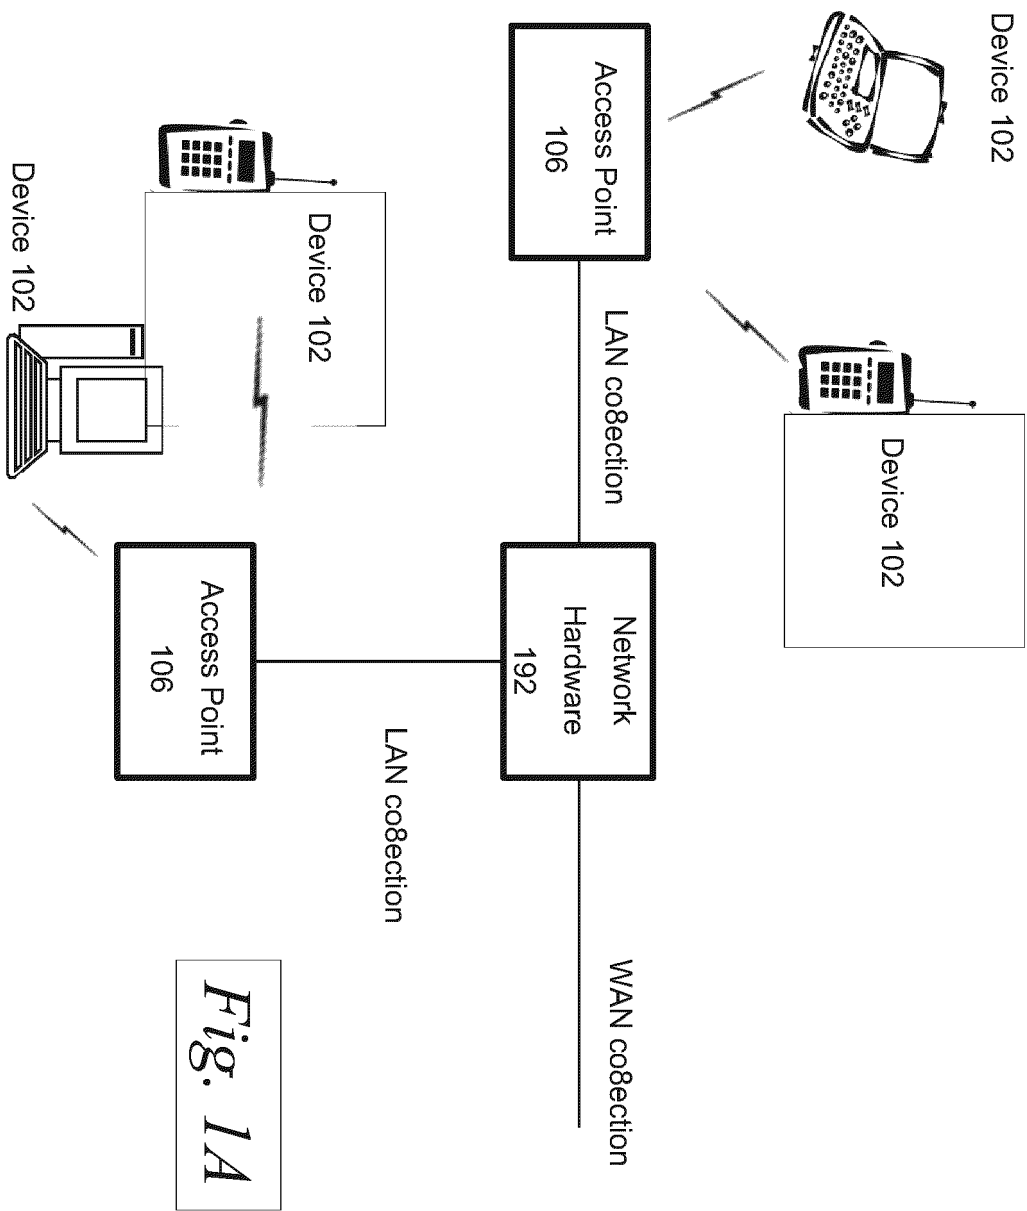 Device 102
Device 102
Access Point
106
LAN co8ection
Network
Hardware
192
WAN co8ection
Device 102
Device 102
Access Point
106
LAN co8ection
Fig. 1A